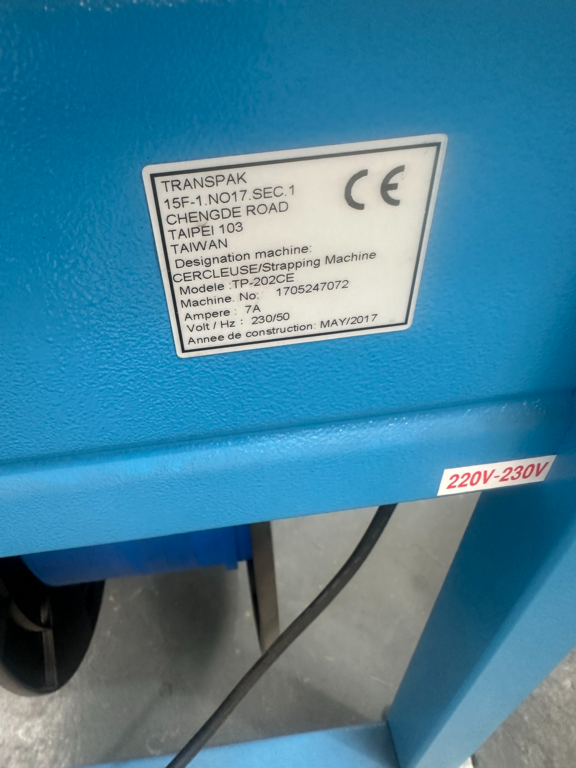 TRANSPAK
15F-1.NO17.SEC.1
CHENGDE ROAD
TAIPEI 103
TAIWAN
CE
Designation machine:
CERCLEUSE/Strapping Machine
Modele :TP-202CE
Machine. No: 1705247072
Ampere : 7A
Volt / Hz : 230/50
Annee de construction: MAY/2017
220V-230V